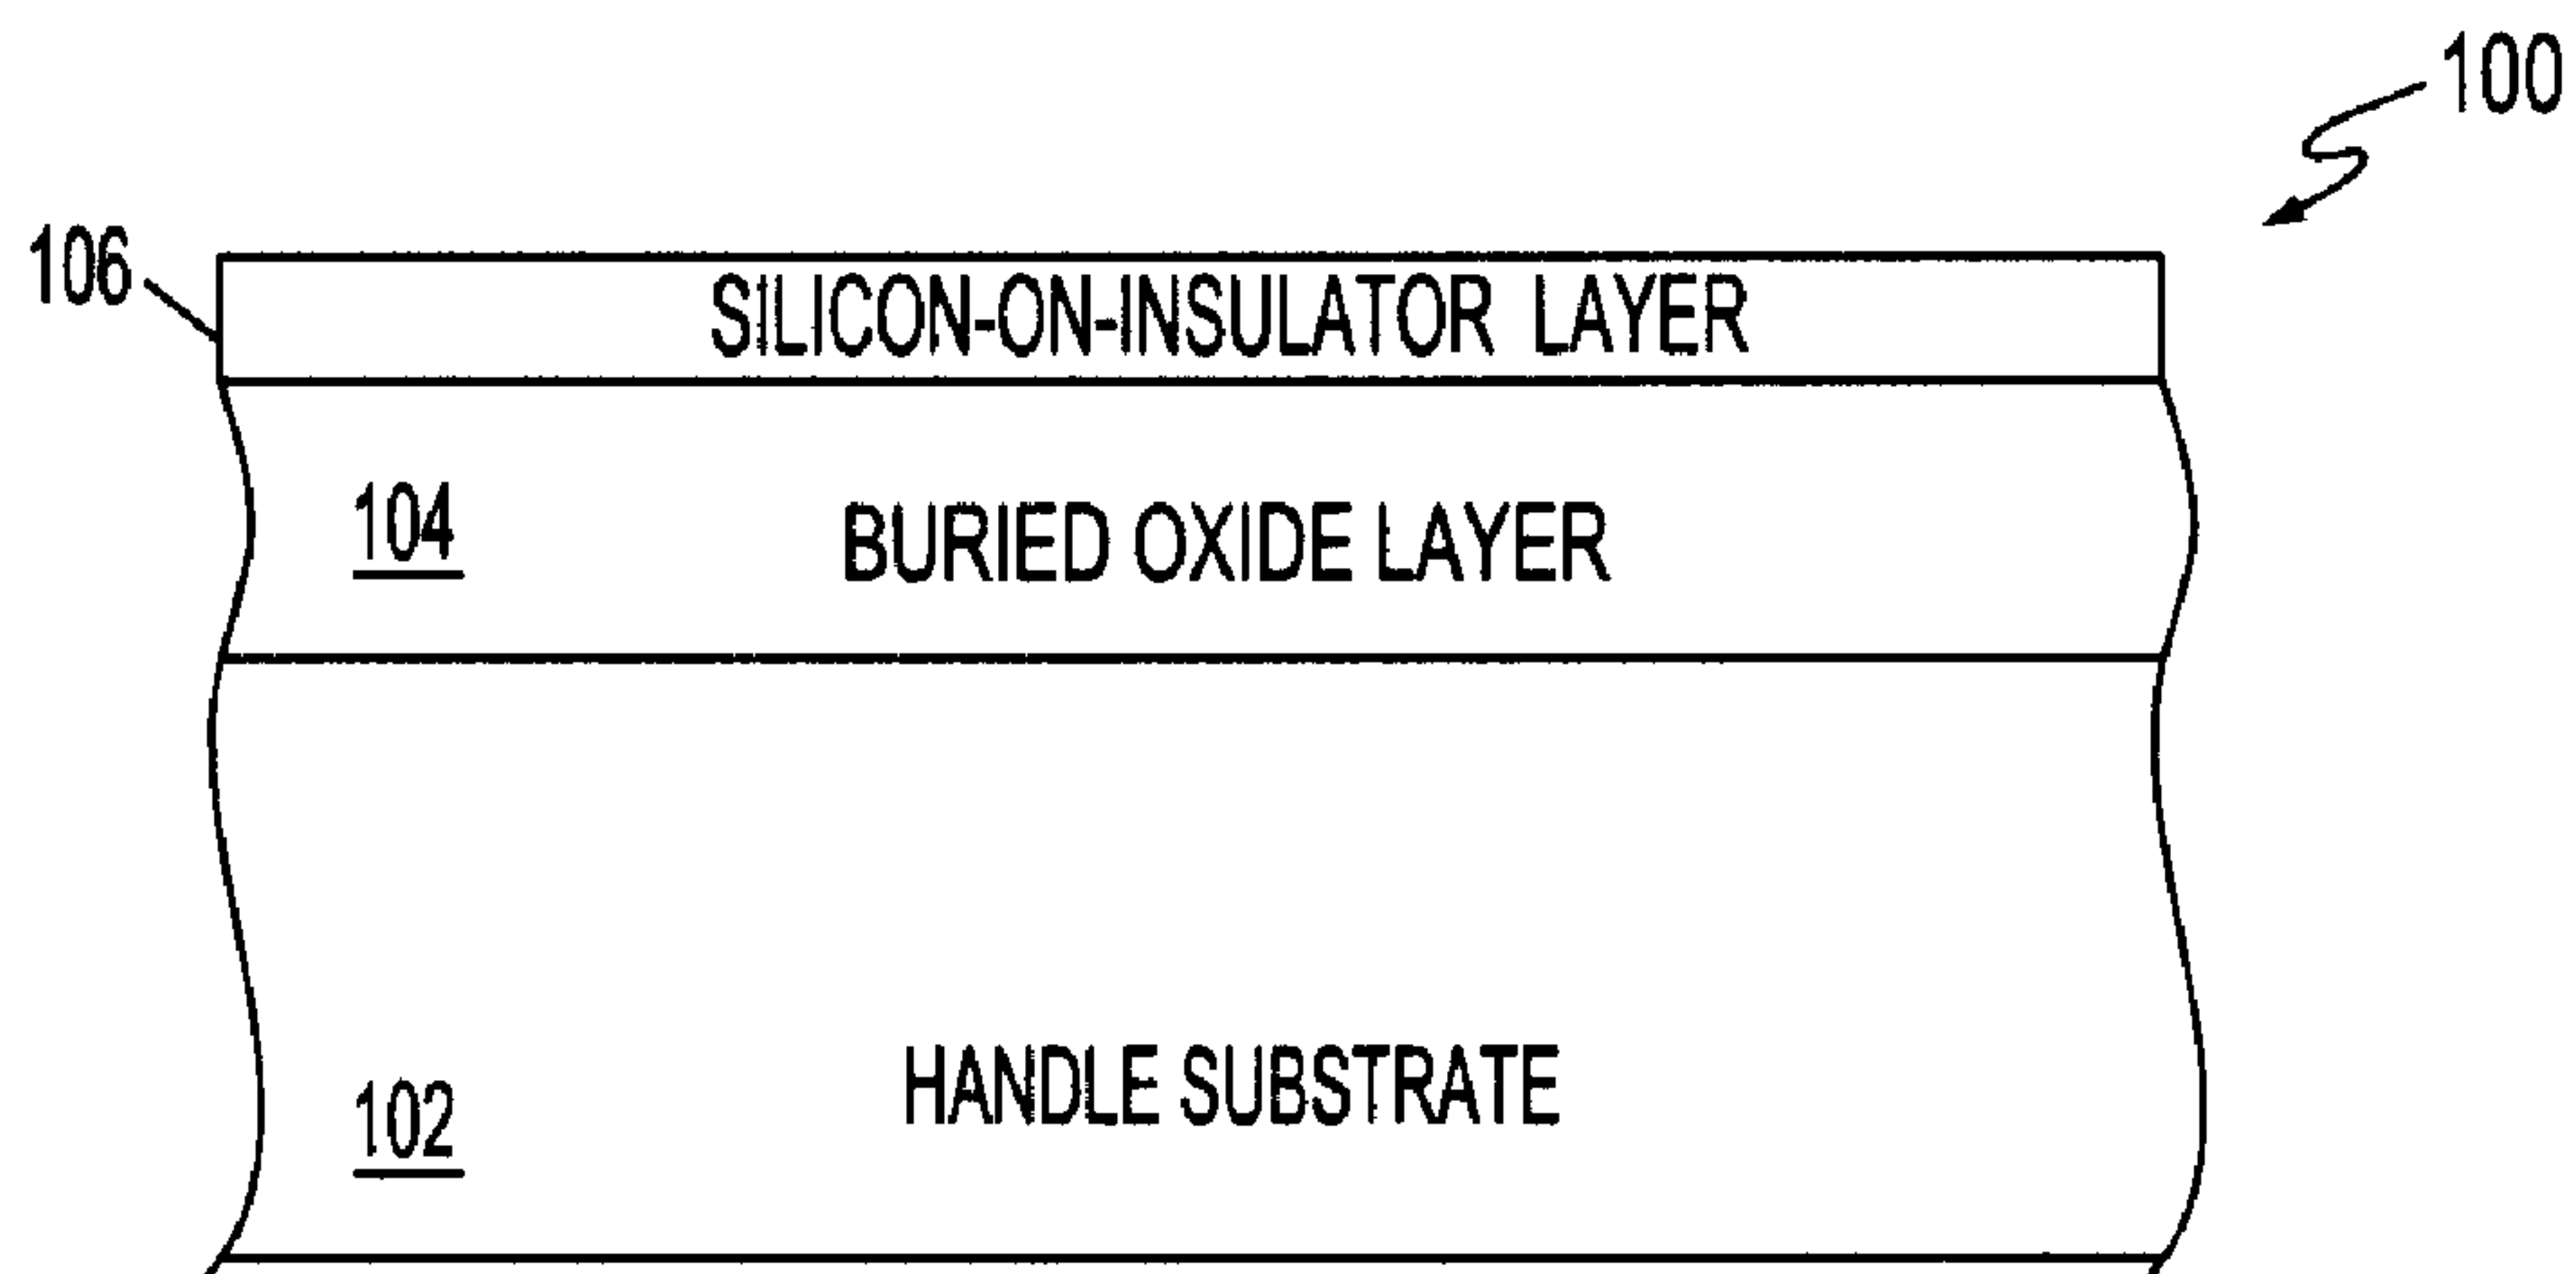 100
106
SILICON-ON-INSULATOR LAYER
104
BURIED OXIDE LAYER
HANDLE SUBSTRATE
102